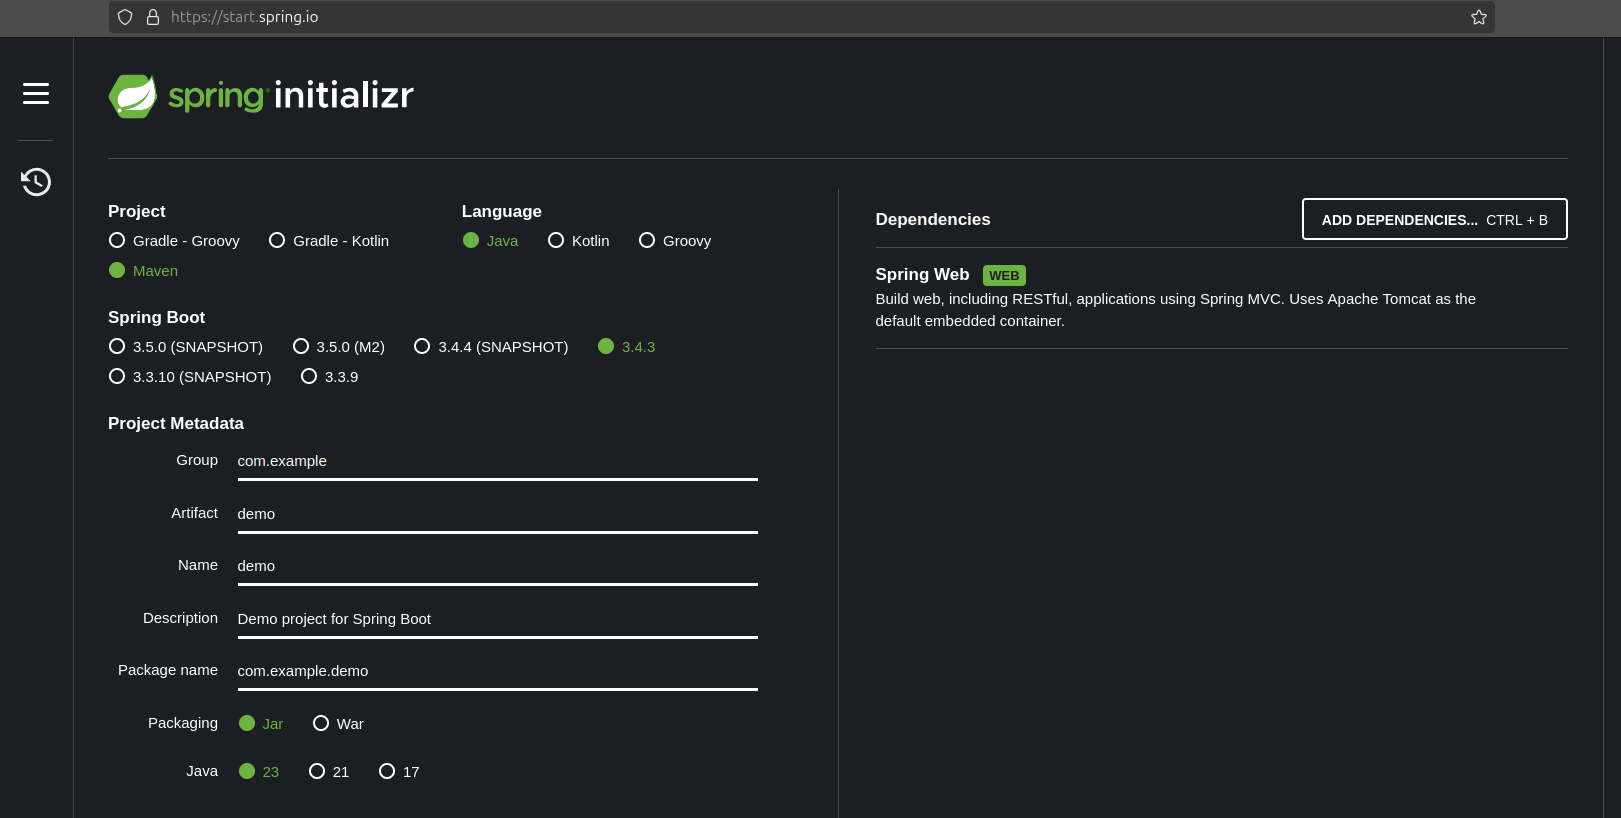 https://start.spring.io
spring initializr
Project
Gradle - Groovy Gradle - Kotlin
Maven
Language
Java Kotlin Groovy
Spring Boot
3.5.0 (SNAPSHOT) 3.5.0 (M2) 3.4.4 (SNAPSHOT) 3.4.3
3.3.10 (SNAPSHOT) 3.3.9
Project Metadata
Group com.example
Artifact demo
Name demo
Description Demo project for Spring Boot
Package name com.example.demo
Packaging Jar War
Java 23 21 17
Dependencies
ADD DEPENDENCIES... CTRL + B
Spring Web WEB
Build web, including RESTful, applications using Spring MVC. Uses Apache Tomcat as the
default embedded container.